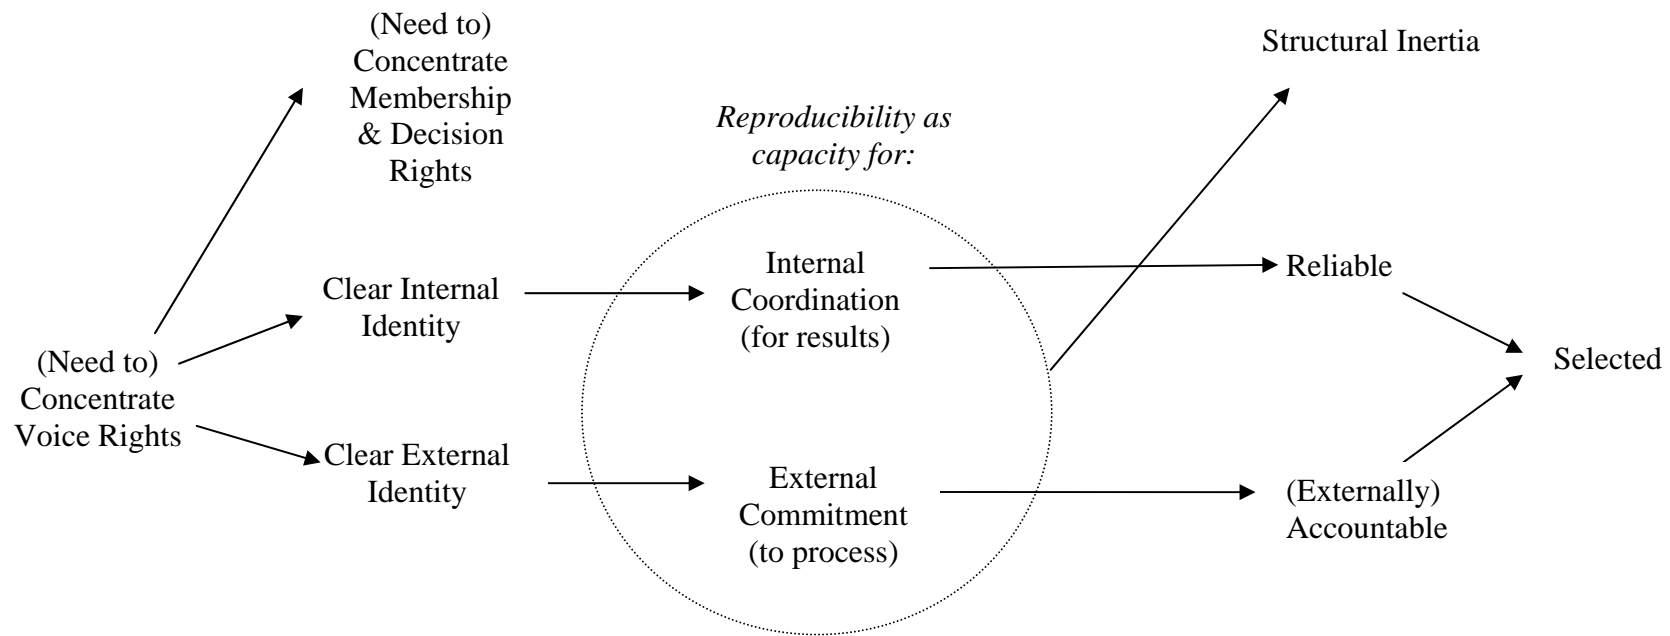 (Need to)
Concentrate
Membership
& Decision
Rights
Structural Inertia
Reproducibility as
capacity for:
Clear Internal
Identity
Internal
Coordination
(for results)
Reliable
(Need to)
Concentrate
Voice Rights
Selected
Clear External
Identity
External
Commitment
(to process)
(Externally)
Accountable